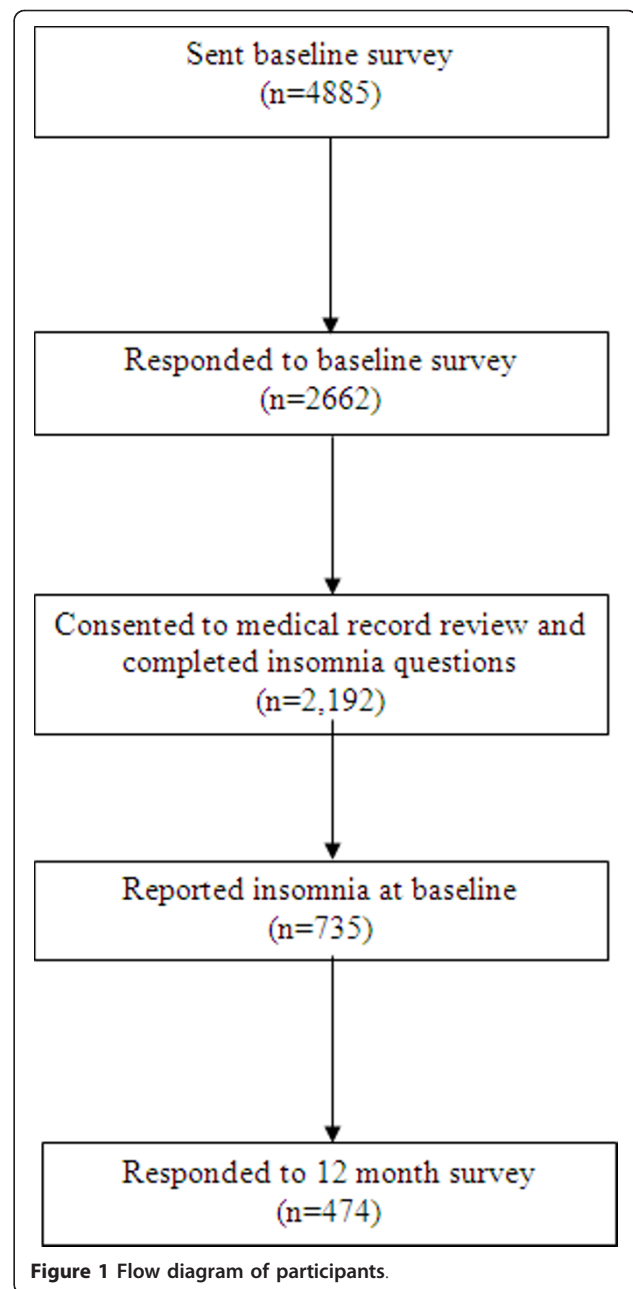 Sent baseline survey
(n=4885)
Responded to baseline survey
(n=2662)
Consented to medical record review and
completed insomnia questions
(n=2,192)
Reported insomnia at baseline
(n=735)
Responded to 12 month survey
(n=474)
Figure 1 Flow diagram of participants.